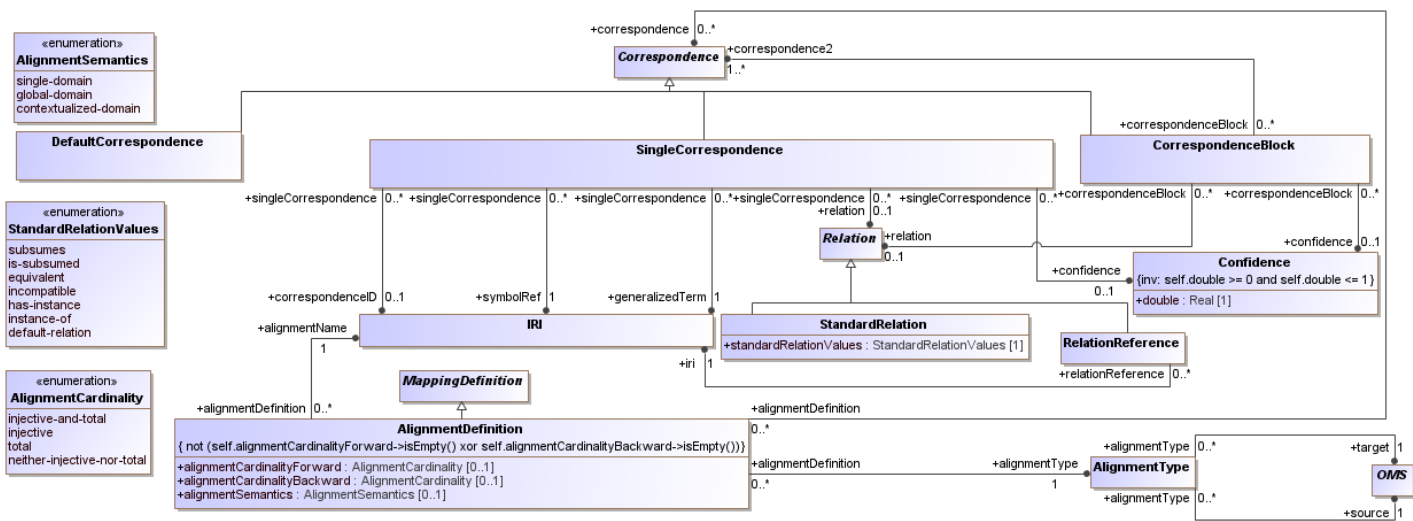 +correspondence 0..*
Correspondence
+correspondence2
1..*
«enumeration»
AlignmentSemantics
single-domain
global-domain
contextualized-domain
+correspondenceBlock 0..*
DefaultCorrespondence
SingleCorrespondence
CorrespondenceBlock
+singleCorrespondence 0..*
+singleCorrespondence 0..*
+singleCorrespondence 0..*
+singleCorrespondence 0..*
+singleCorrespondence 0..*
+correspondenceBlock 0..*
+correspondenceBlock 0..*
+relation 0..1
«enumeration»
StandardRelationValues
subsumes
is-subsumed
equivalent
incompatible
has-instance
instance-of
default-relation
Relation
+relation
0..1
+confidence 0..1
Confidence
{inv: self.double >= 0 and self.double <= 1}
+double : Real [1]
+confidence
0..1
+correspondenceID 0..1
+symbolRef 1
+generalizedTerm 1
+alignmentName
1
IRI
StandardRelation
+standardRelationValues : StandardRelationValues [1]
RelationReference
+iri 1
+relationReference 0..*
«enumeration»
AlignmentCardinality
injective-and-total
injective
total
neither-injective-nor-total
MappingDefinition
+alignmentDefinition 0..*
+alignmentDefinition
0..*
AlignmentDefinition
{ not (self.alignmentCardinalityForward->isEmpty() xor self.alignmentCardinalityBackward->isEmpty())}
+alignmentCardinalityForward : AlignmentCardinality [0..1]
+alignmentCardinalityBackward : AlignmentCardinality [0..1]
+alignmentSemantics : AlignmentSemantics [0..1]
+alignmentDefinition
0..*
+alignmentType
1
+alignmentType 0..*
AlignmentType
+alignmentType 0..*
+target 1
OMS
+source 1